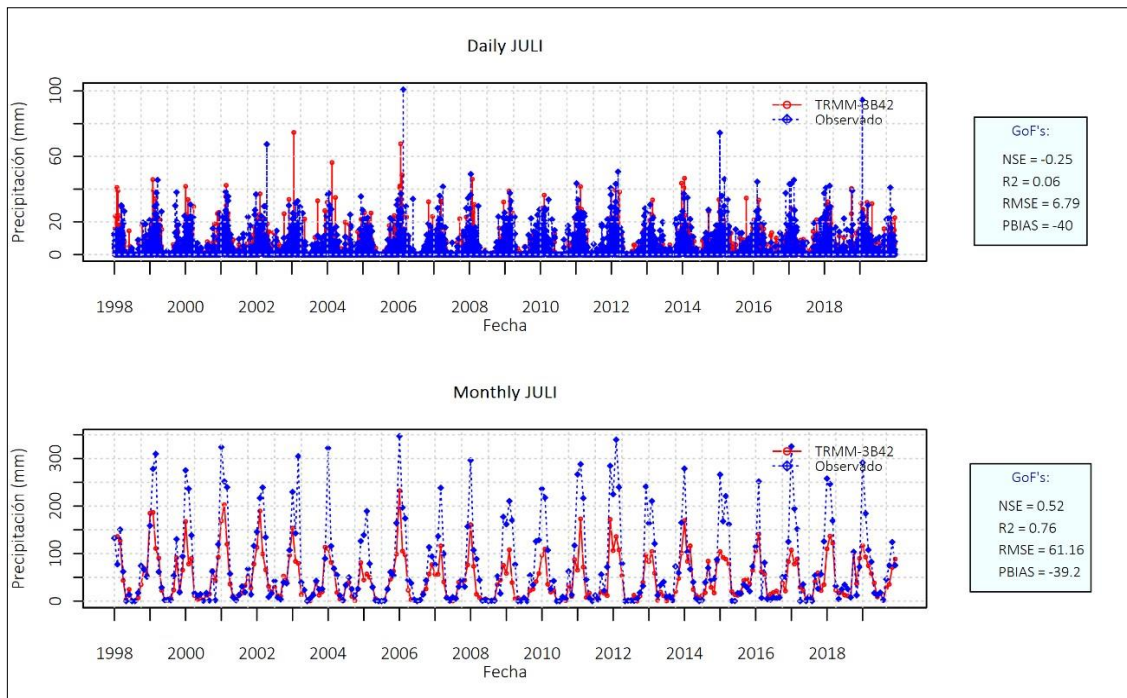 Daily JULI
Precipitación (mm)
100
60
20
0
TRMM-3B42
Observado
1998 2000 2002 2004 2006 2008 2010 2012 2014 2016 2018
Fecha
GoF's:
NSE = -0.25
R2 = 0.06
RMSE = 6.79
PBIAS = -40
Monthly JULI
Precipitación (mm)
300
200
100
0
TRMM-3B42
Observado
1998 2000 2002 2004 2006 2008 2010 2012 2014 2016 2018
Fecha
GoF's:
NSE = 0.52
R2 = 0.76
RMSE = 61.16
PBIAS = -39.2